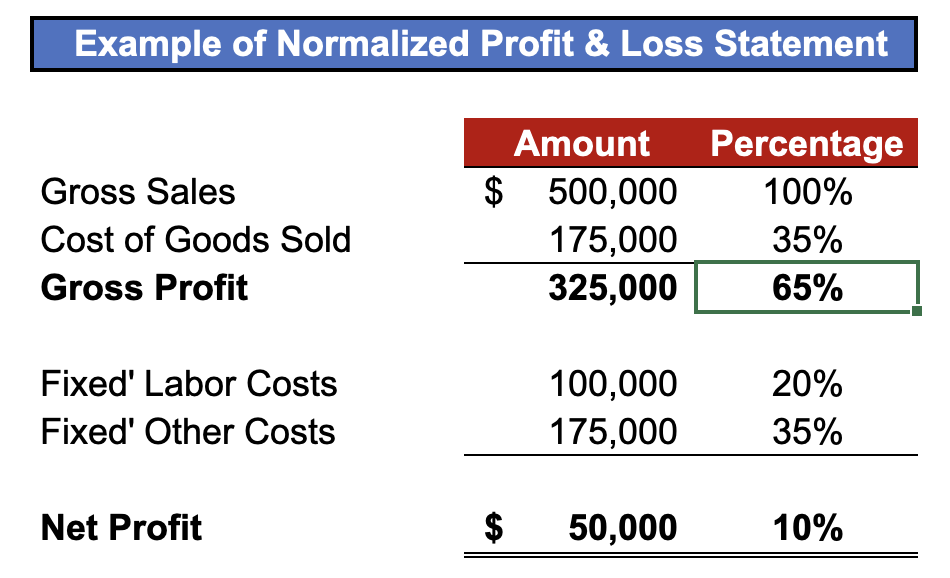 Example of Normalized Profit & Loss Statement
Amount Percentage
Gross Sales $ 500,000 100%
Cost of Goods Sold 175,000 35%
Gross Profit 325,000 65%
Fixed' Labor Costs 100,000 20%
Fixed' Other Costs 175,000 35%
Net Profit $ 50,000 10%